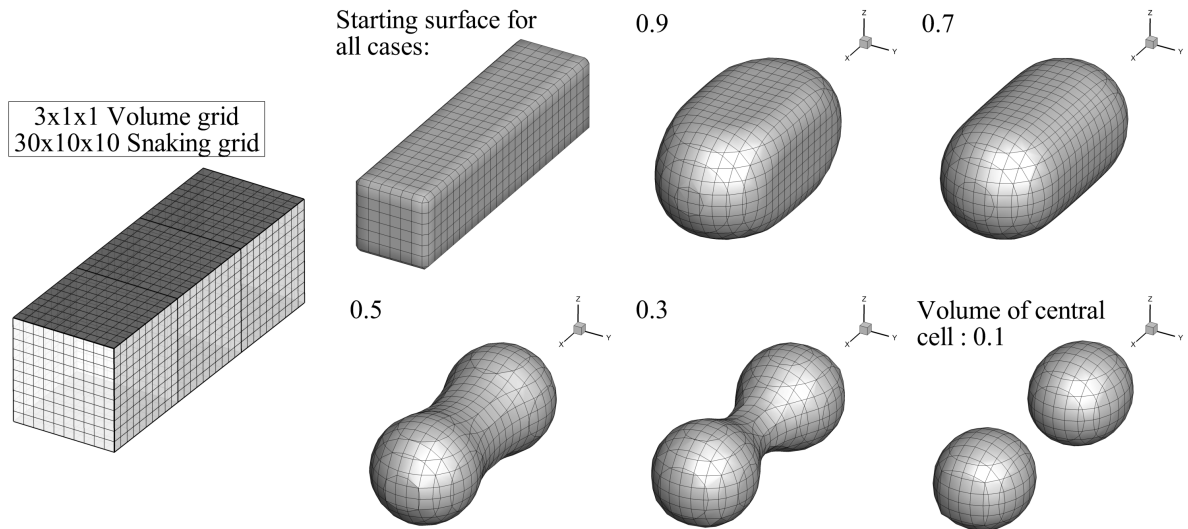 Starting surface for
all cases:
0.9
Z
X
Y
0.7
Z
X
Y
3x1x1 Volume grid
30x10x10 Snaking grid
0.5
Z
X
Y
0.3
Z
X
Y
Volume of central
cell : 0.1
Z
X
Y